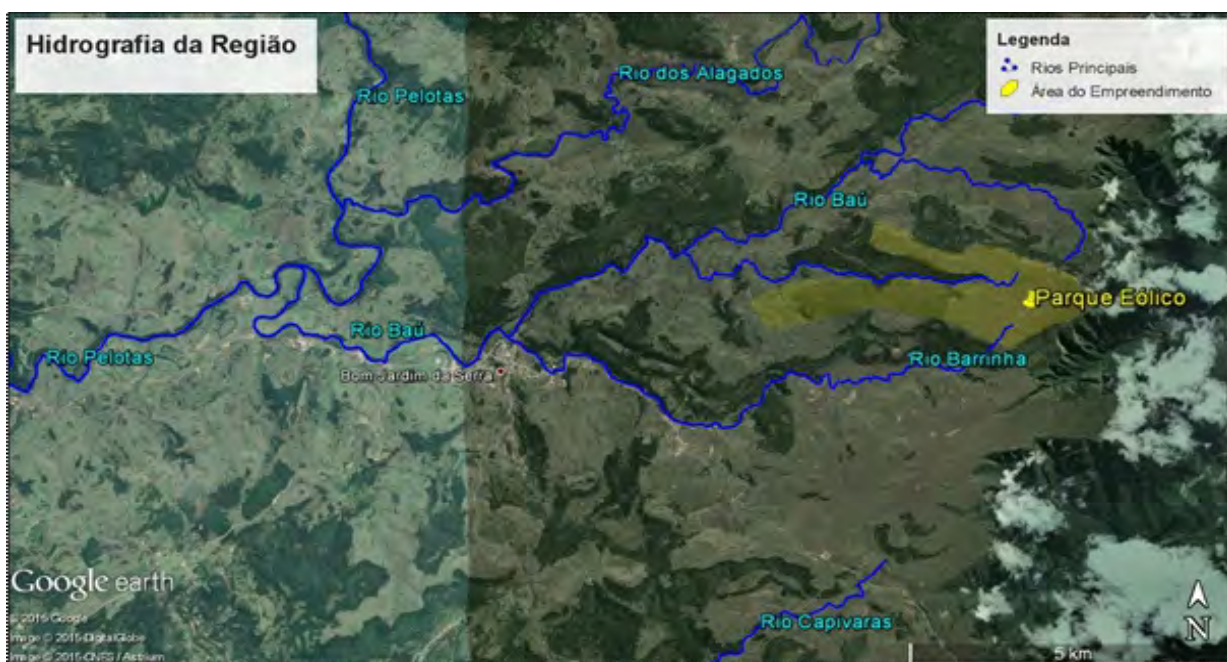 Hidrografia da Região
Legenda
Rios Principais
Área do Empreendimento
Rio dos Alagados
Rio Pelotas
Rio Baú
Parque Eólico
Rio Baú
Rio Pelotas
Rio Barrinha
Bom Jardim da Serra
Google earth
© 2015 Google
Image © 2015 DigitalGlobe
Image © 2015 CNES / Astrium
Rio Capivaras
N
5 km